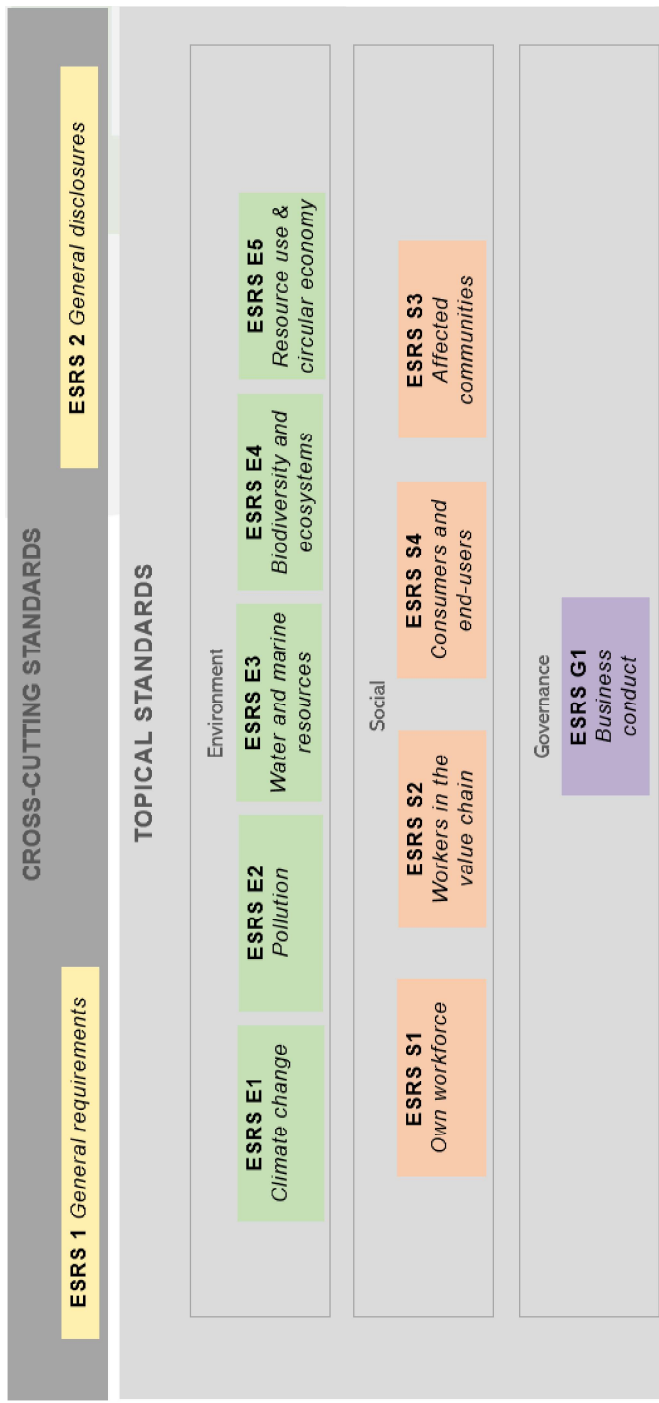 CROSS-CUTTING STANDARDS
ESRS 1 General requirements
ESRS 2 General disclosures
TOPICAL STANDARDS
Environment
ESRS E1
Climate change
ESRS E2
Pollution
ESRS E3
Water and marine
resources
ESRS E4
Biodiversity and
ecosystems
ESRS E5
Resource use &
circular economy
Social
ESRS S1
Own workforce
ESRS S2
Workers in the
value chain
ESRS S4
Consumers and
end-users
ESRS S3
Affected
communities
Governance
ESRS G1
Business
conduct